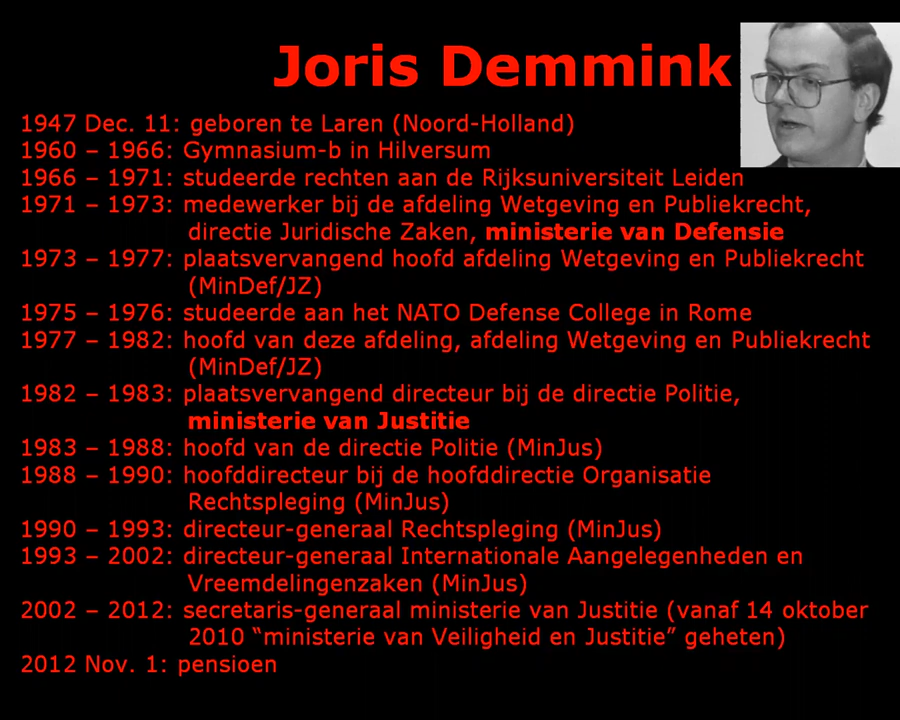 Joris Demmink
1947 Dec. 11: geboren te Laren (Noord-Holland)
1960 – 1966: Gymnasium-b in Hilversum
1966 – 1971: studeerde rechten aan de Rijksuniversiteit Leiden
1971 – 1973: medewerker bij de afdeling Wetgeving en Publiekrecht,
directie Juridische Zaken, ministerie van Defensie
1973 – 1977: plaatsvervangend hoofd afdeling Wetgeving en Publiekrecht
(MinDef/JZ)
1975 – 1976: studeerde aan het NATO Defense College in Rome
1977 – 1982: hoofd van deze afdeling, afdeling Wetgeving en Publiekrecht
(MinDef/JZ)
1982 – 1983: plaatsvervangend directeur bij de directie Politie,
ministerie van Justitie
1983 – 1988: hoofd van de directie Politie (MinJus)
1988 – 1990: hoofddirecteur bij de hoofddirectie Organisatie
Rechtspleging (MinJus)
1990 – 1993: directeur-generaal Rechtspleging (MinJus)
1993 – 2002: directeur-generaal Internationale Aangelegenheden en
Vreemdelingenzaken (MinJus)
2002 – 2012: secretaris-generaal ministerie van Justitie (vanaf 14 oktober
2010 “ministerie van Veiligheid en Justitie” geheten)
2012 Nov. 1: pensioen